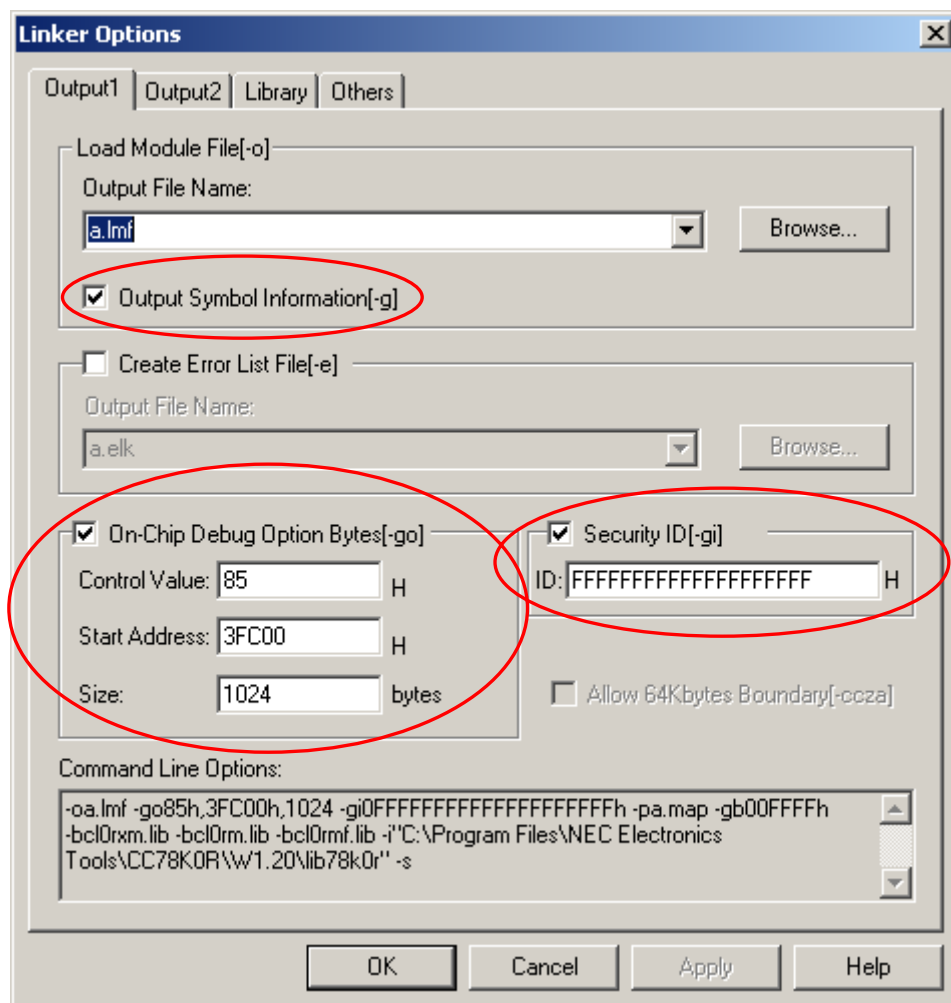 Linker Options
Output1 Output2 Library Others
Load Module File[-o]
Output File Name:
a.lmf
Browse...
Output Symbol Information[-g]
Create Error List File[-e]
Output File Name:
a.elk
Browse...
On-Chip Debug Option Bytes[-go]
Control Value: 85 H
Start Address: 3FC00 H
Size: 1024 bytes
Security ID[-gi]
ID: FFFFFFFFFFFFFFFFFFFF H
Allow 64Kbytes Boundary[-ccza]
Command Line Options:
-oa.lmf -go85h,3FC00h,1024 -gi0FFFFFFFFFFFFFFFFFFFFh -pa.map -gb00FFFFh
-bcl0rxm.lib -bcl0rm.lib -bcl0rmf.lib -i"C:\Program Files\NEC Electronics
Tools\CC78K0R\W1.20\lib78k0r" -s
OK Cancel Apply Help